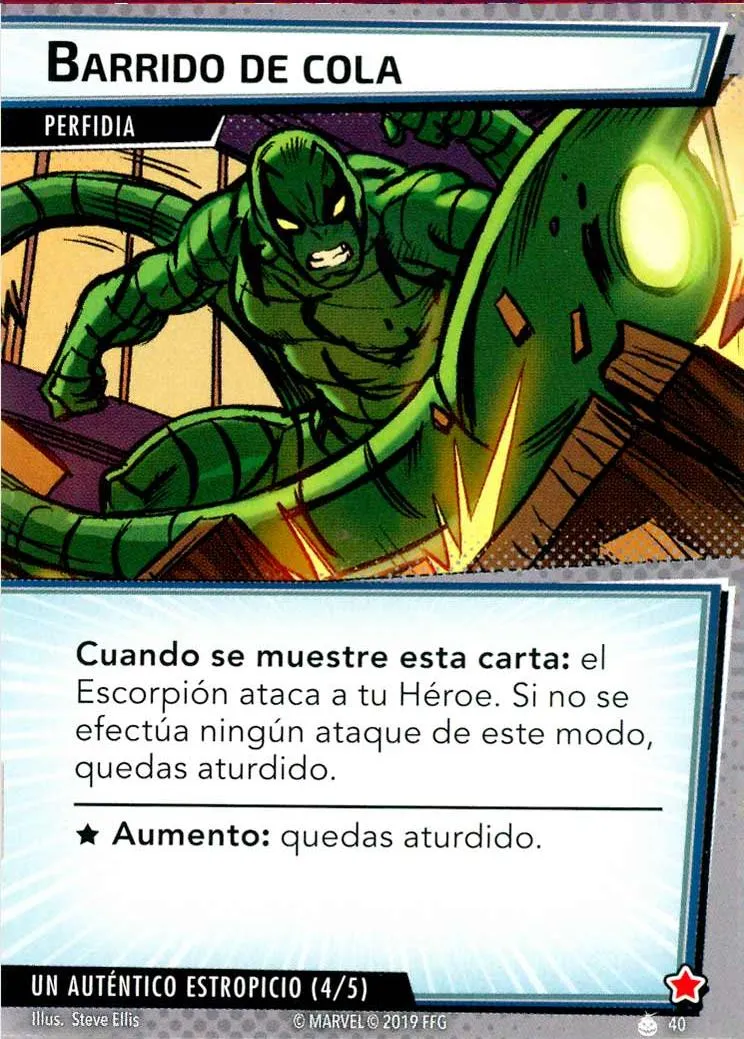 BARRIDO DE COLA
PERFIDIA
Cuando se muestre esta carta: el
Escorpión ataca a tu Héroe. Si no se
efectúa ningún ataque de este modo,
quedas aturdido.
★ Aumento: quedas aturdido.
UN AUTÉNTICO ESTROPICIO (4/5)
Illus. Steve Ellis
© MARVEL © 2019 FFG
40